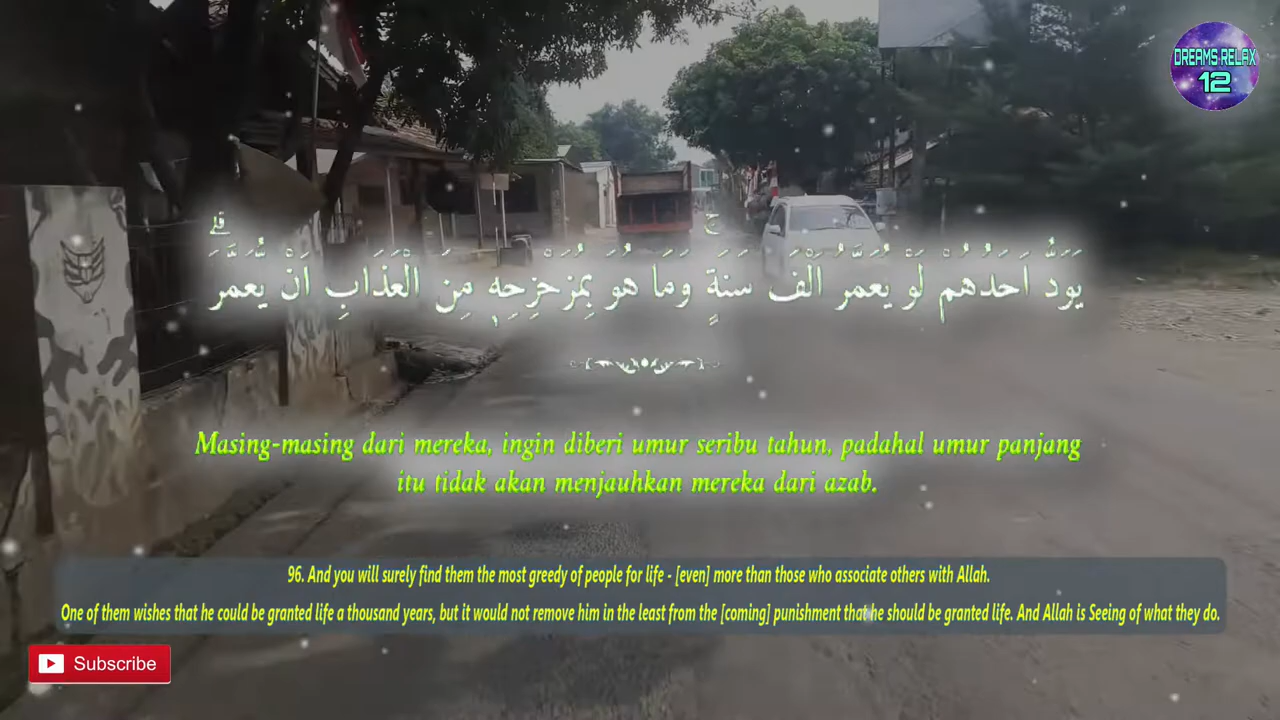 DREAMS RELAX
12
يَوَدُّ اَحَدُهُمْ لَوْ يُعَمَّرُ اَلْفَ سَنَةٍ ۚ وَمَا هُوَ بِمُزَحْزِحِهٖ مِنَ الْعَذَابِ اَنْ يُّعَمَّرَ ۗ
Masing-masing dari mereka, ingin diberi umur seribu tahun, padahal umur panjang
itu tidak akan menjauhkan mereka dari azab.
96. And you will surely find them the most greedy of people for life - [even] more than those who associate others with Allah.
One of them wishes that he could be granted life a thousand years, but it would not remove him in the least from the [coming] punishment that he should be granted life. And Allah is Seeing of what they do.
Subscribe